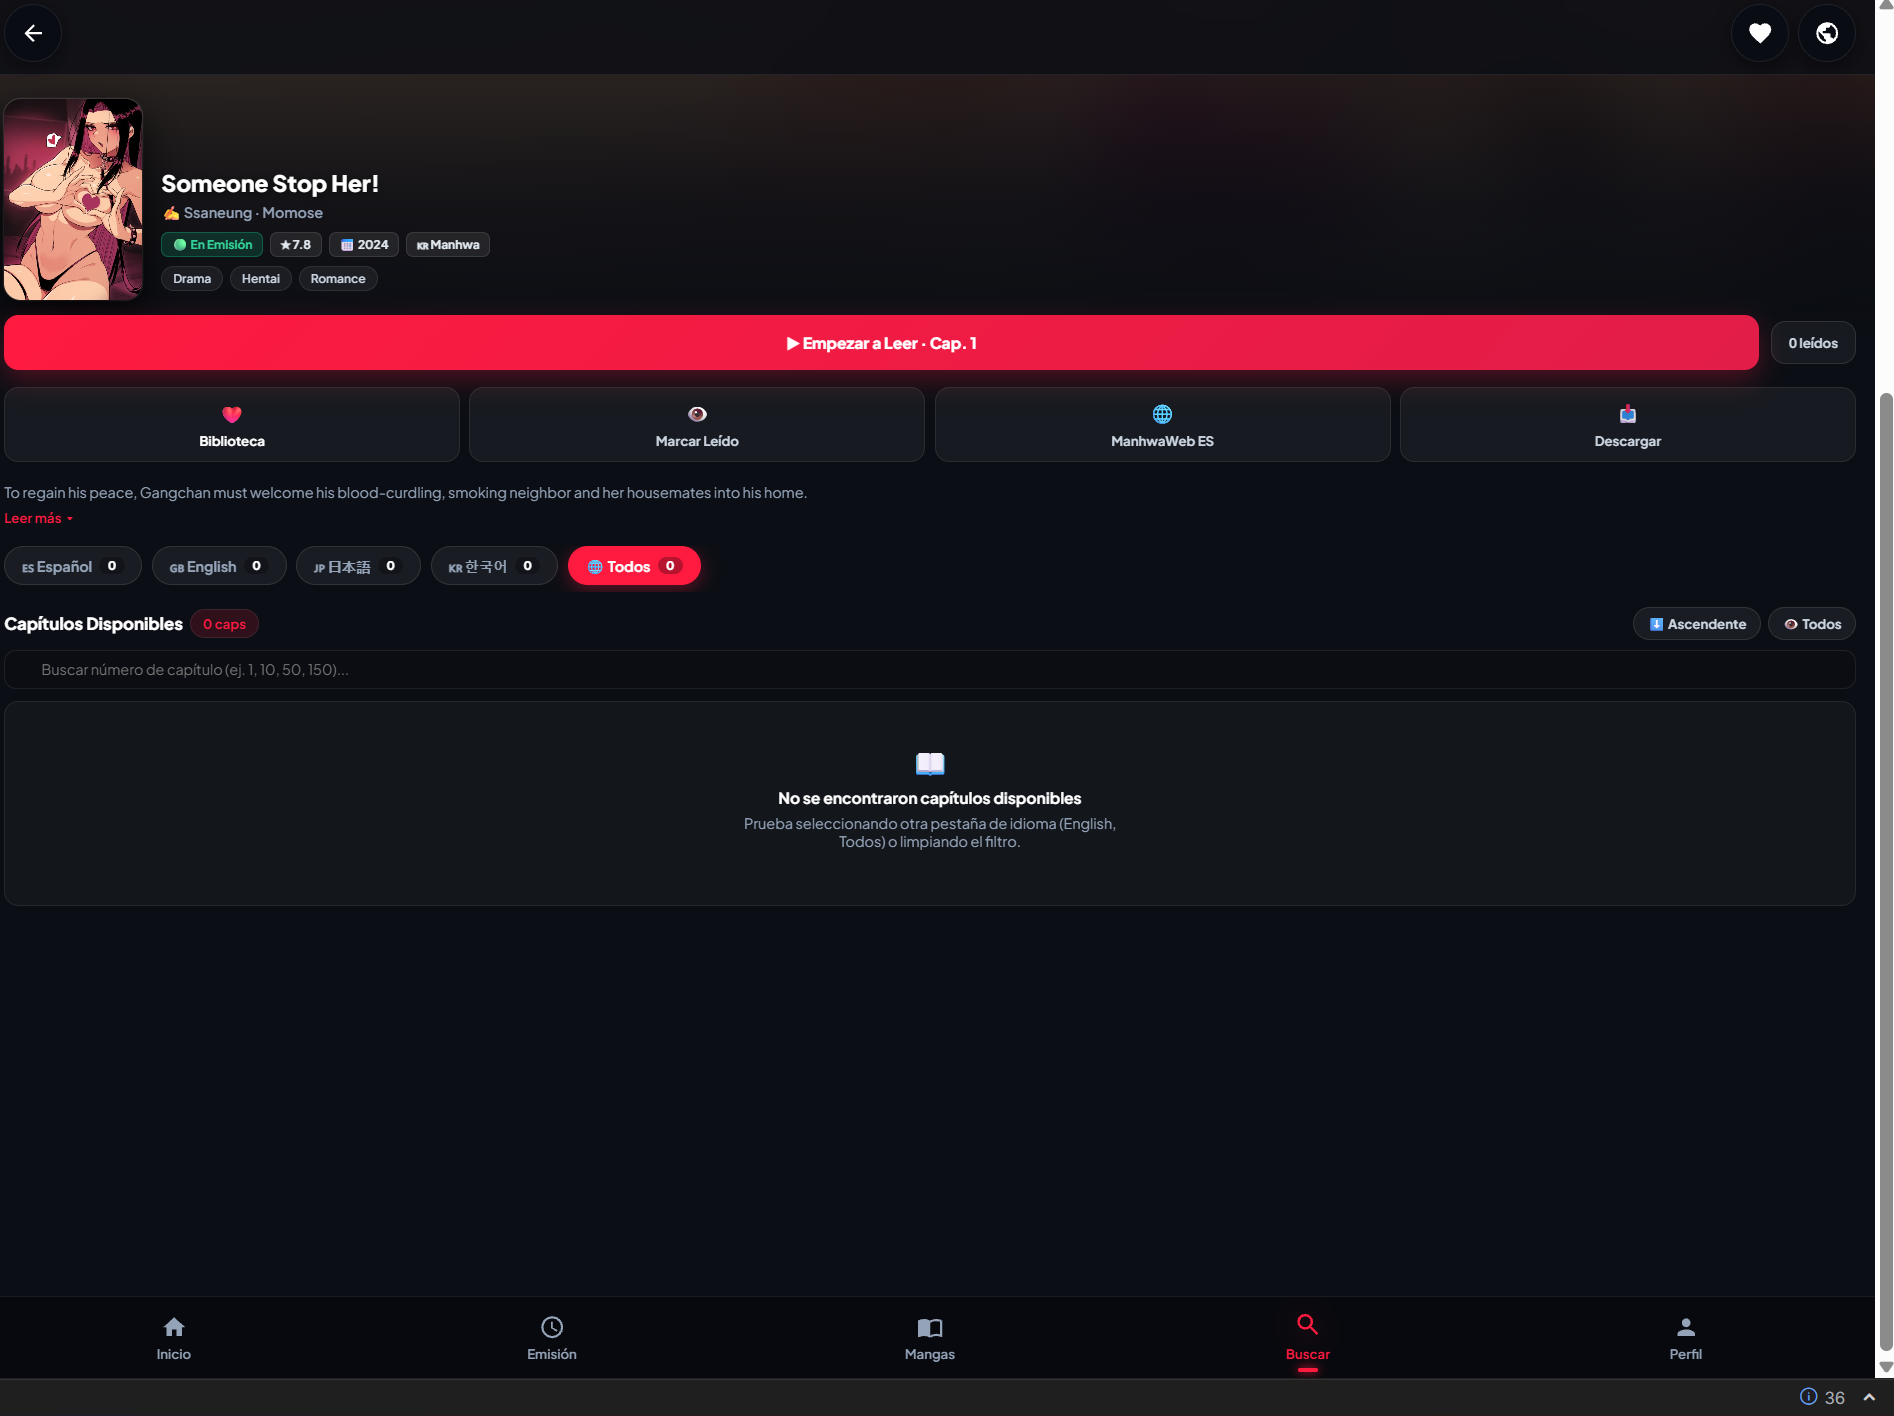 Someone Stop Her!
✍️ Ssaneung · Momose
🟢 En Emisión ★7.8 📅 2024 KR Manhwa
Drama Hentai Romance
▶ Empezar a Leer · Cap. 1
0 leídos
Biblioteca
Marcar Leído
ManhwaWeb ES
Descargar
To regain his peace, Gangchan must welcome his blood-curdling, smoking neighbor and her housemates into his home.
Leer más
ES Español 0 GB English 0 JP 日本語 0 KR 한국어 0 🌐 Todos 0
Capítulos Disponibles 0 caps
⬇️ Ascendente 👁 Todos
Buscar número de capítulo (ej. 1, 10, 50, 150)...
No se encontraron capítulos disponibles
Prueba seleccionando otra pestaña de idioma (English,
Todos) o limpiando el filtro.
Inicio Emisión Mangas Buscar Perfil
36